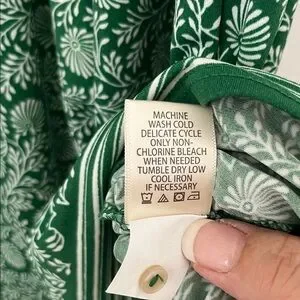 MACHINE
WASH COLD
DELICATE CYCLE
ONLY NON-
CHLORINE BLEACH
WHEN NEEDED
TUMBLE DRY LOW
COOL IRON
IF NECESSARY